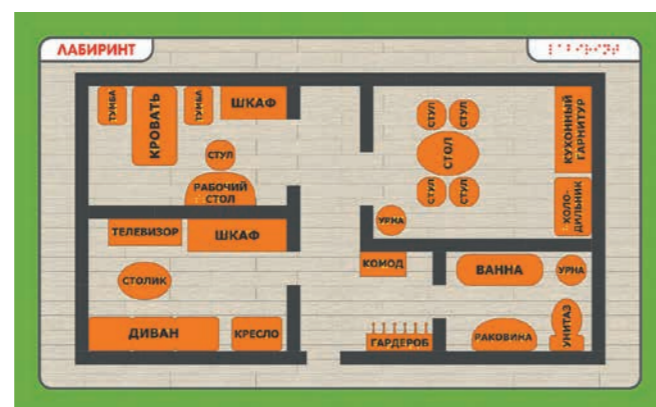 ЛАБИРИНТ
ТУМБА
КРОВАТЬ
ТУМБА
ШКАФ
СТУЛ
РАБОЧИЙ
СТОЛ
СТУЛ
СТУЛ
СТОЛ
СТУЛ
СТУЛ
КУХОННЫЙ
ГАРНИТУР
ХОЛО-
ДИЛЬНИК
УРНА
ТЕЛЕВИЗОР
ШКАФ
СТОЛИК
ДИВАН
КРЕСЛО
КОМОД
ГАРДЕРОБ
ВАННА
УРНА
РАКОВИНА
УНИТАЗ